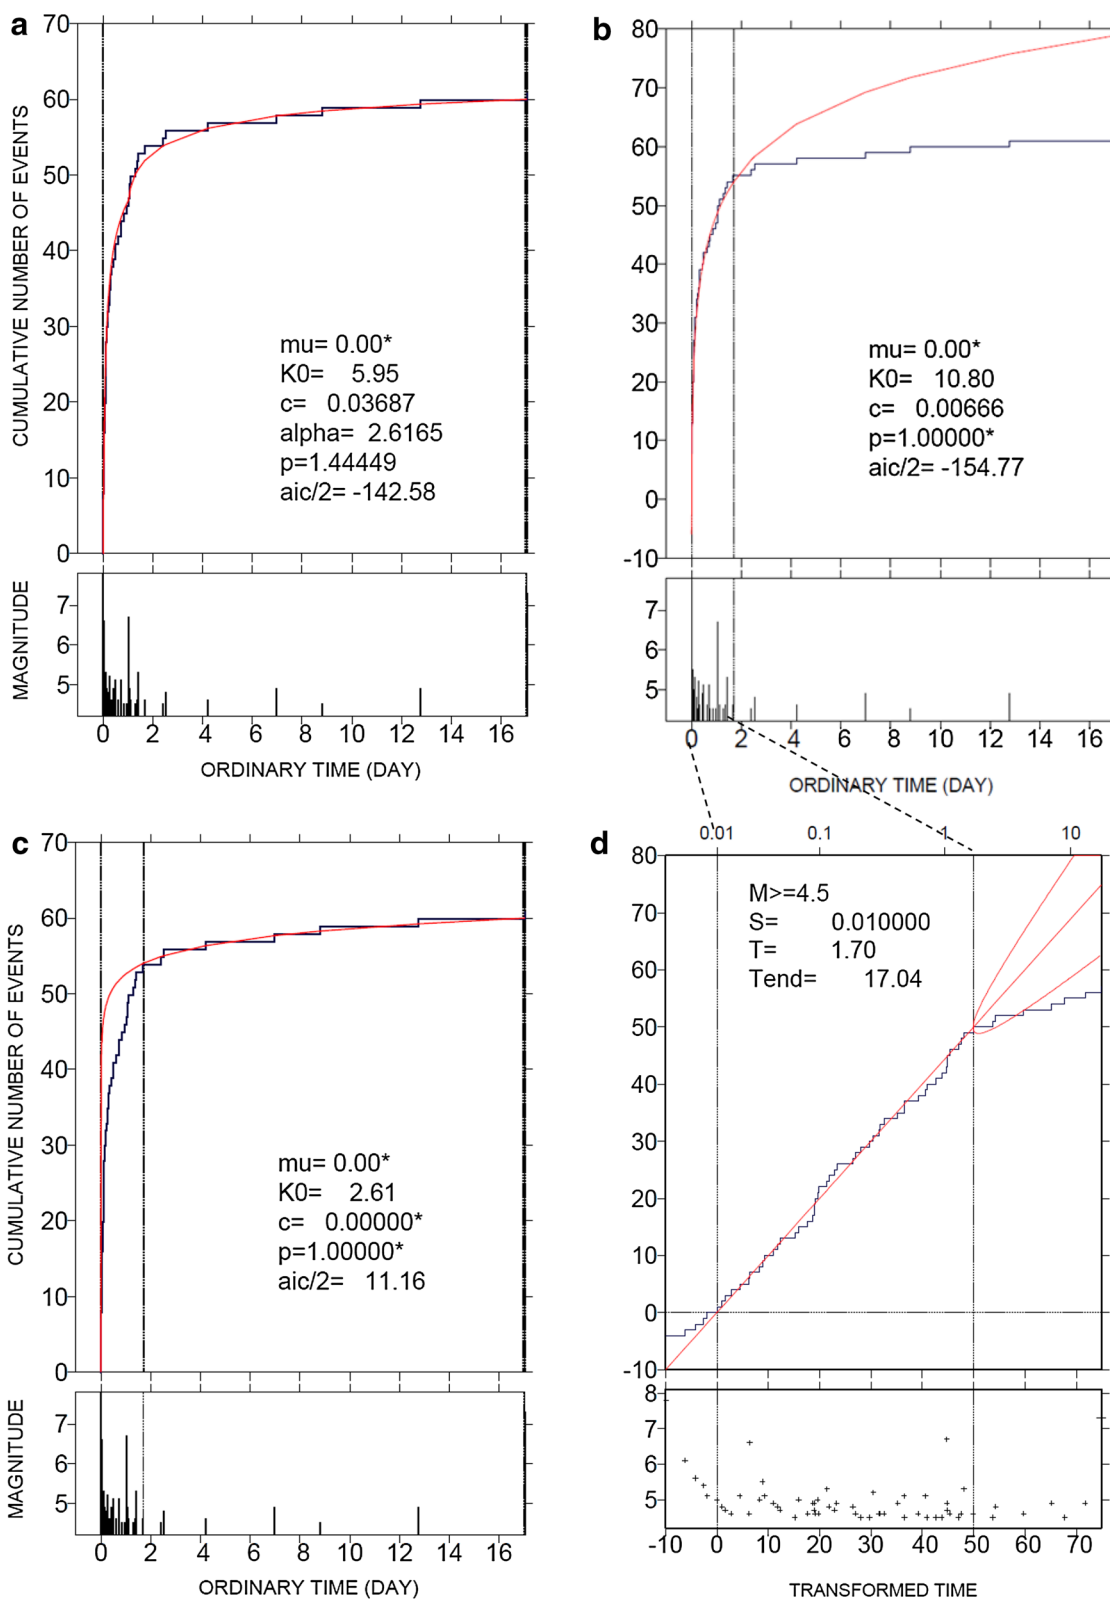 a
70
60
50
40
30
20
10
0
CUMULATIVE NUMBER OF EVENTS
mu= 0.00*
K0= 5.95
c= 0.03687
alpha= 2.6165
p=1.44449
aic/2= -142.58
7
6
5
MAGNITUDE
0 2 4 6 8 10 12 14 16
ORDINARY TIME (DAY)
b
80
70
60
50
40
30
20
10
0
-10
mu= 0.00*
K0= 10.80
c= 0.00666
p=1.00000*
aic/2= -154.77
7
6
5
0 2 4 6 8 10 12 14 16
ORDINARY TIME (DAY)
c
70
60
50
40
30
20
10
0
CUMULATIVE NUMBER OF EVENTS
mu= 0.00*
K0= 2.61
c= 0.00000*
p=1.00000*
aic/2= 11.16
7
6
5
MAGNITUDE
0 2 4 6 8 10 12 14 16
ORDINARY TIME (DAY)
d
0.01 0.1 1 10
80
70
60
50
40
30
20
10
0
-10
M>=4.5
S= 0.010000
T= 1.70
Tend= 17.04
8
7
6
5
-10 0 10 20 30 40 50 60 70
TRANSFORMED TIME